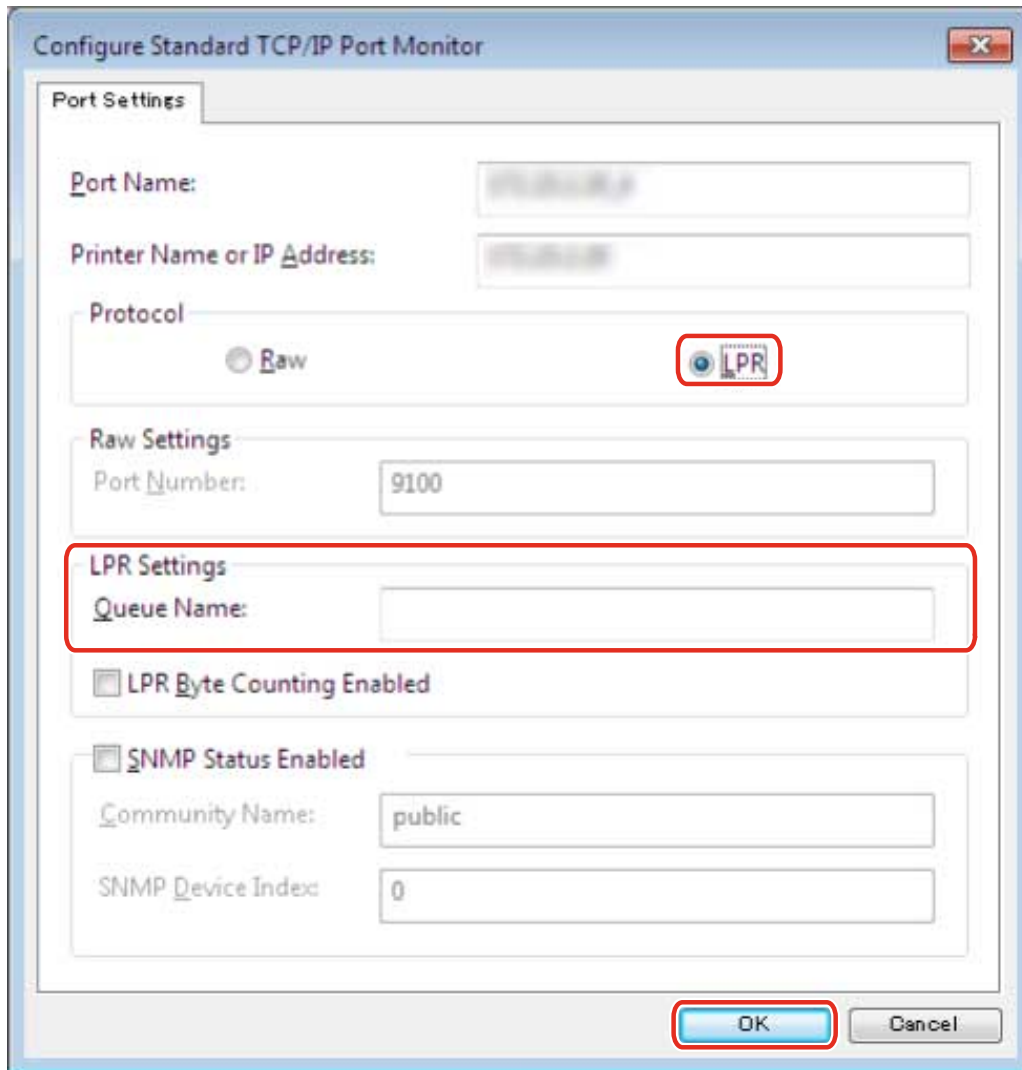 Configure Standard TCP/IP Port Monitor
Port Settings
Port Name:
Printer Name or IP Address:
Protocol
Raw
LPR
Raw Settings
Port Number: 9100
LPR Settings
Queue Name:
LPR Byte Counting Enabled
SNMP Status Enabled
Community Name: public
SNMP Device Index: 0
OK Cancel